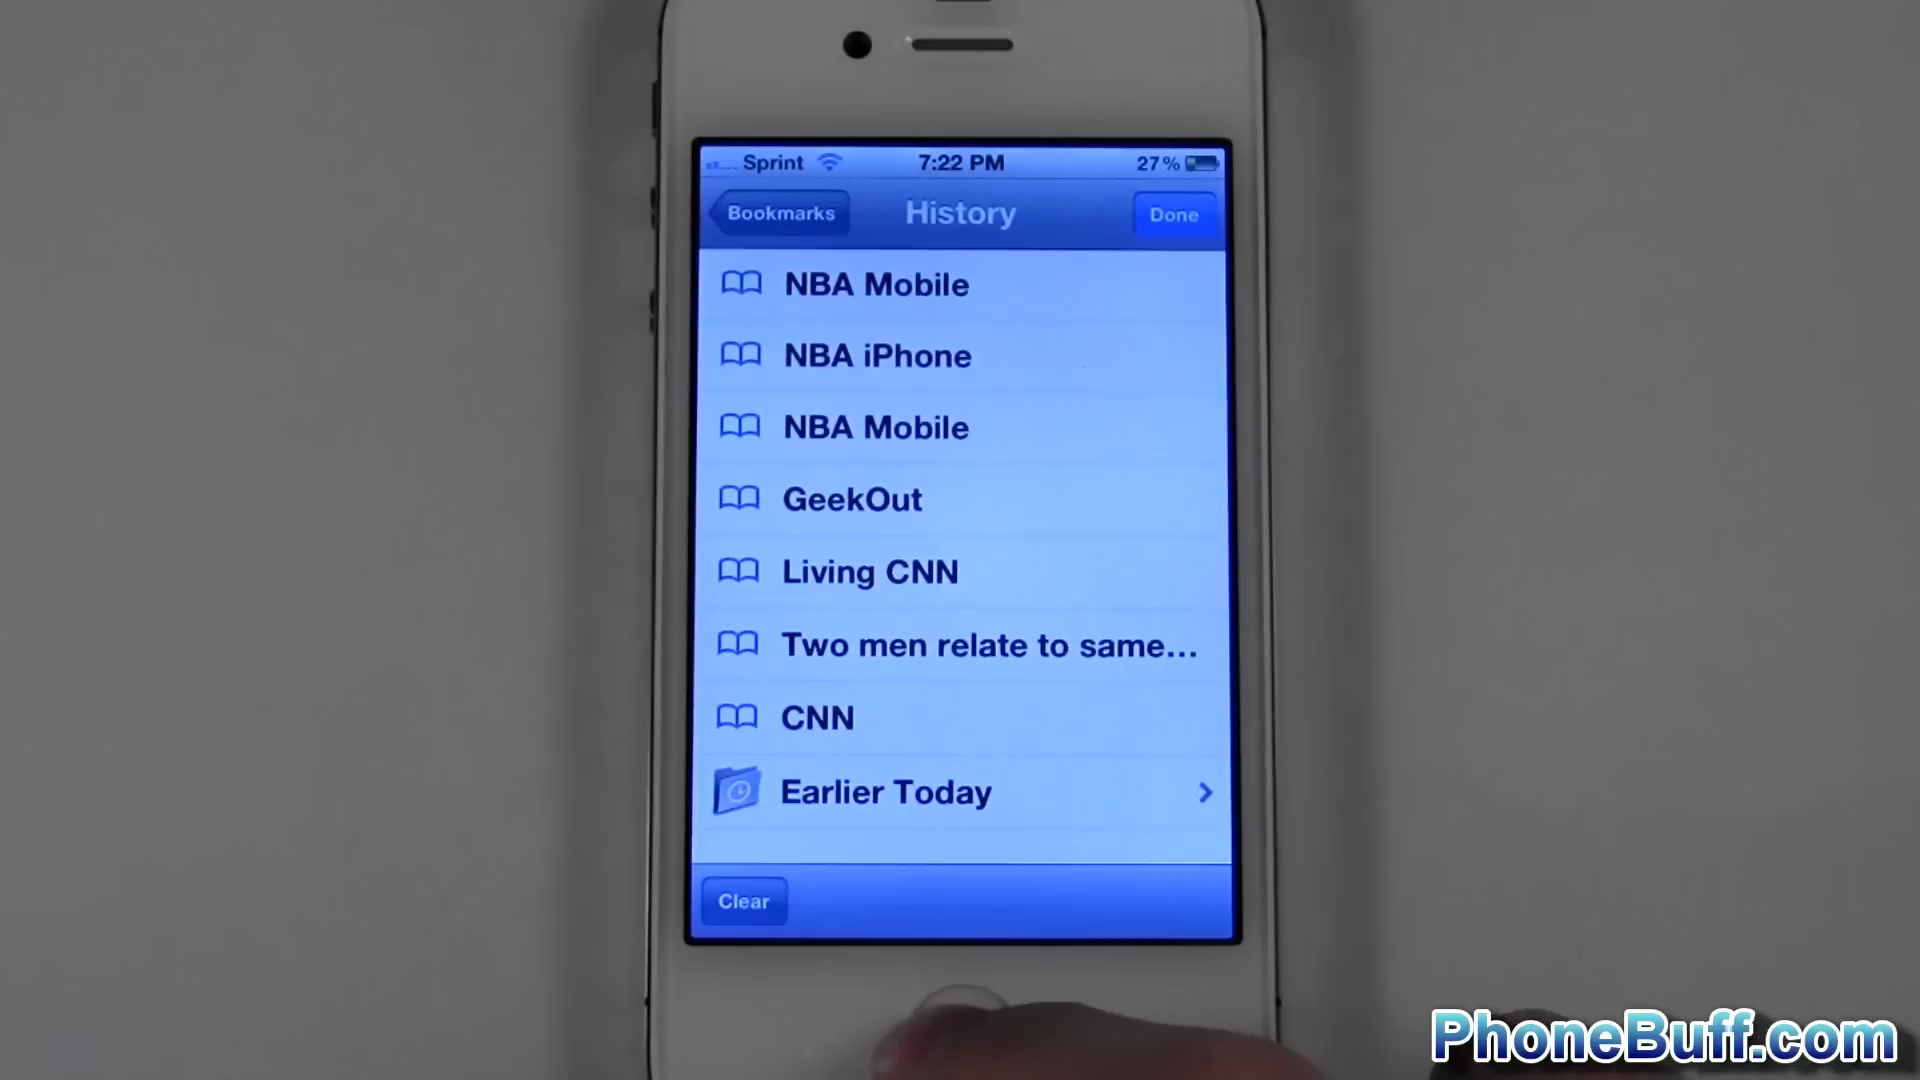 Sprint 7:22 PM 27%
Bookmarks History Done
NBA Mobile
NBA iPhone
NBA Mobile
GeekOut
Living CNN
Two men relate to same...
CNN
Earlier Today
Clear
PhoneBuff.com